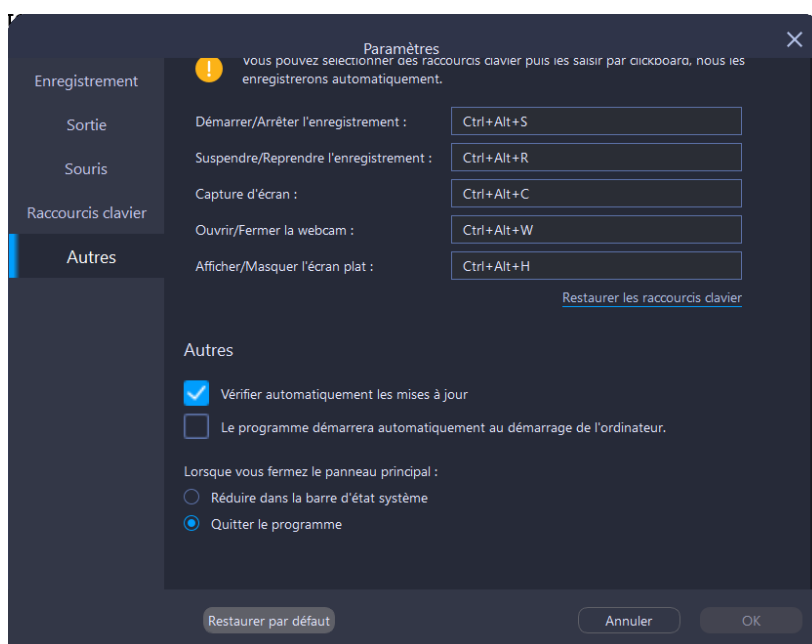 Paramètres
Vous pouvez sélectionner des raccourcis clavier puis les saisir par clickboard, nous les
enregistrerons automatiquement.
Enregistrement
Sortie
Souris
Raccourcis clavier
Autres
Démarrer/Arrêter l'enregistrement : Ctrl+Alt+S
Suspendre/Reprendre l'enregistrement : Ctrl+Alt+R
Capture d'écran : Ctrl+Alt+C
Ouvrir/Fermer la webcam : Ctrl+Alt+W
Afficher/Masquer l'écran plat : Ctrl+Alt+H
Restaurer les raccourcis clavier
Autres
Vérifier automatiquement les mises à jour
Le programme démarrera automatiquement au démarrage de l'ordinateur.
Lorsque vous fermez le panneau principal :
Réduire dans la barre d'état système
Quitter le programme
Restaurer par défaut
Annuler
OK